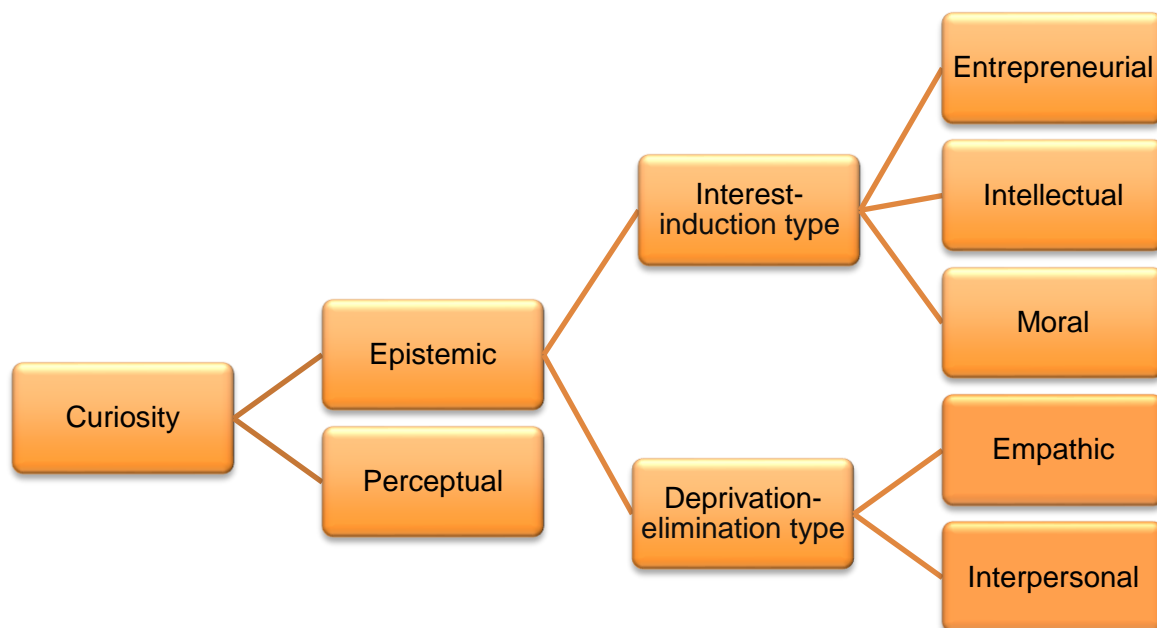 Curiosity
Epistemic
Perceptual
Interest-
induction type
Deprivation-
elimination type
Entrepreneurial
Intellectual
Moral
Empathic
Interpersonal